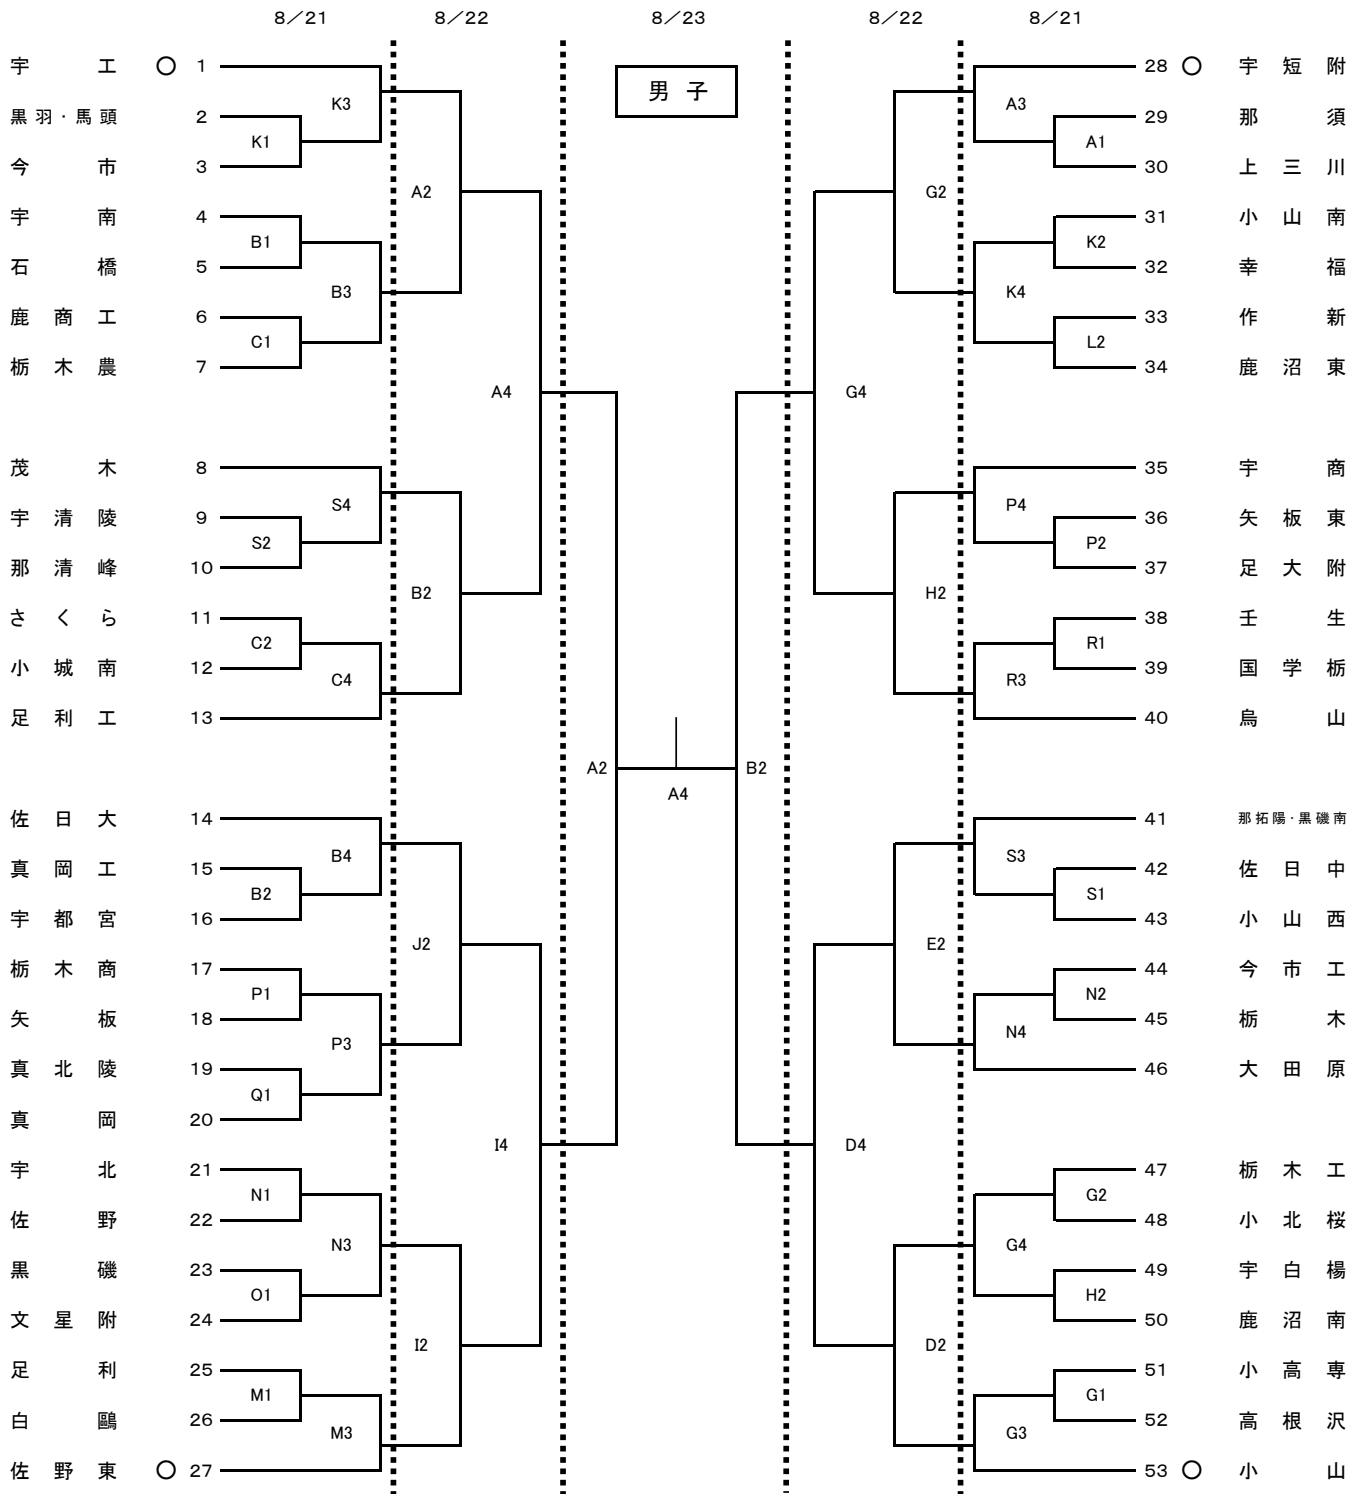 8／21 8／22 8／23 8／22 8／21
男 子
宇 工 ○ 1
K3
黒羽・馬頭 2
K1
今 市 3
A2
宇 南 4
B1
石 橋 5
B3
鹿 商 工 6
C1
栃 木 農 7
A4
茂 木 8
S4
宇 清 陵 9
S2
那 清 峰 10
B2
さ く ら 11
C2
小 城 南 12
C4
足 利 工 13
A2
佐 日 大 14
B4
真 岡 工 15
B2
宇 都 宮 16
J2
栃 木 商 17
P1
矢 板 18
P3
真 北 陵 19
Q1
真 岡 20
I4
宇 北 21
N1
佐 野 22
N3
黒 磯 23
O1
文 星 附 24
I2
足 利 25
M1
白 鷗 26
M3
佐 野 東 ○ 27
A4
28 ○ 宇 短 附
A3
29 那 須
A1
30 上 三 川
G2
31 小 山 南
K2
32 幸 福
K4
33 作 新
L2
34 鹿 沼 東
G4
35 宇 商
P4
36 矢 板 東
P2
37 足 大 附
H2
38 壬 生
R1
39 国 学 栃
R3
40 烏 山
B2
41 那拓陽・黒磯南
S3
42 佐 日 中
S1
43 小 山 西
E2
44 今 市 工
N2
45 栃 木
N4
46 大 田 原
D4
47 栃 木 工
G2
48 小 北 桜
G4
49 宇 白 楊
H2
50 鹿 沼 南
D2
51 小 高 専
G1
52 高 根 沢
G3
53 ○ 小 山